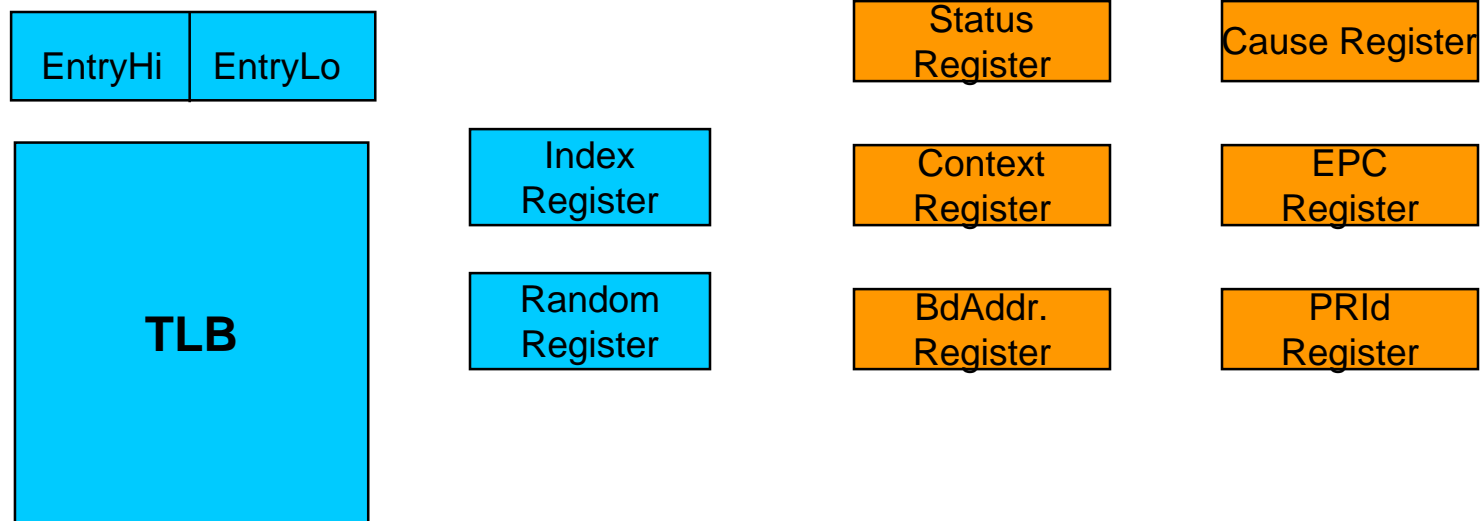 EntryHi
EntryLo
Status
Register
Cause Register
Index
Register
Context
Register
EPC
Register
TLB
Random
Register
BdAddr.
Register
PRId
Register